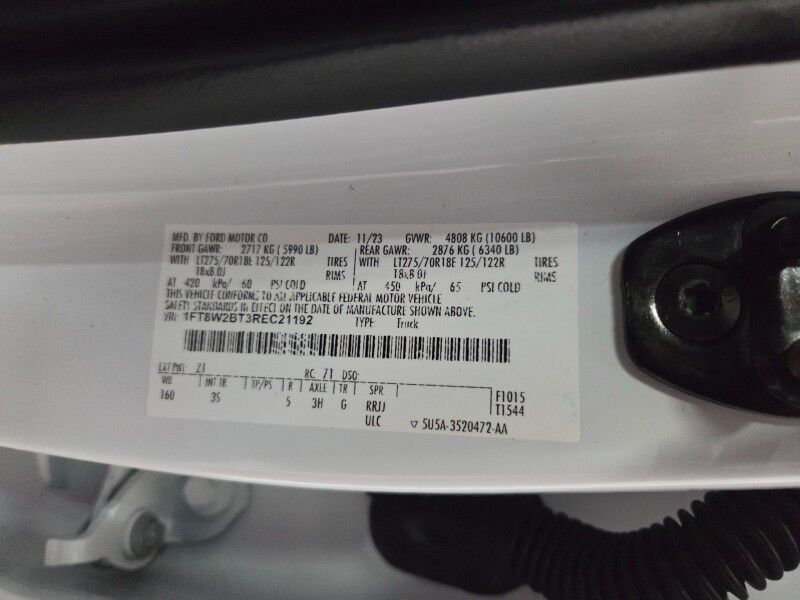 MFD. BY FORD MOTOR CO. DATE: 11/23 GVWR: 4808 KG (10600 LB)
FRONT GAWR: 2717 KG (5990 LB) REAR GAWR: 2876 KG (6340 LB)
WITH LT275/70R18E 125/122R TIRES WITH LT275/70R18E 125/122R TIRES
18x8.0J RIMS 18x8.0J RIMS
AT 420 kPa/ 60 PSI COLD AT 450 kPa/ 65 PSI COLD
THIS VEHICLE CONFORMS TO ALL APPLICABLE FEDERAL MOTOR VEHICLE
SAFETY STANDARDS IN EFFECT ON THE DATE OF MANUFACTURE SHOWN ABOVE.
VIN: 1FT8W2BT3REC21192 TYPE: Truck
EXT PNT: Z1 RC: 71 DSO:
WB INT TR TP/PS R AXLE TR SPR
160 3S 5 3H G RRJJ
ULC
F1015
T1544
▽ 5U5A-3520472-AA